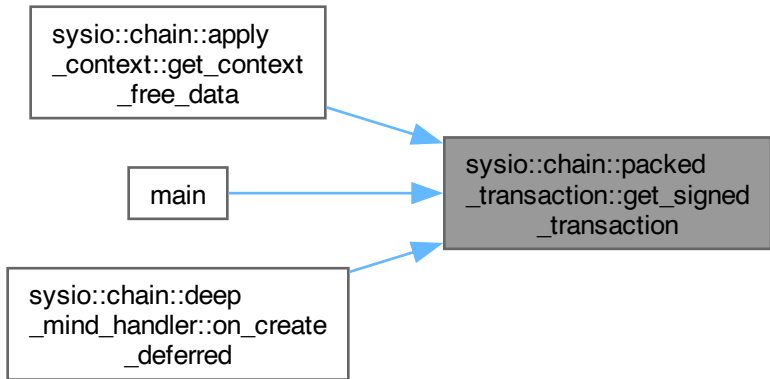 sysio::chain::apply
_context::get_context
_free_data
main
sysio::chain::deep
_mind_handler::on_create
_deferred
sysio::chain::packed
_transaction::get_signed
_transaction